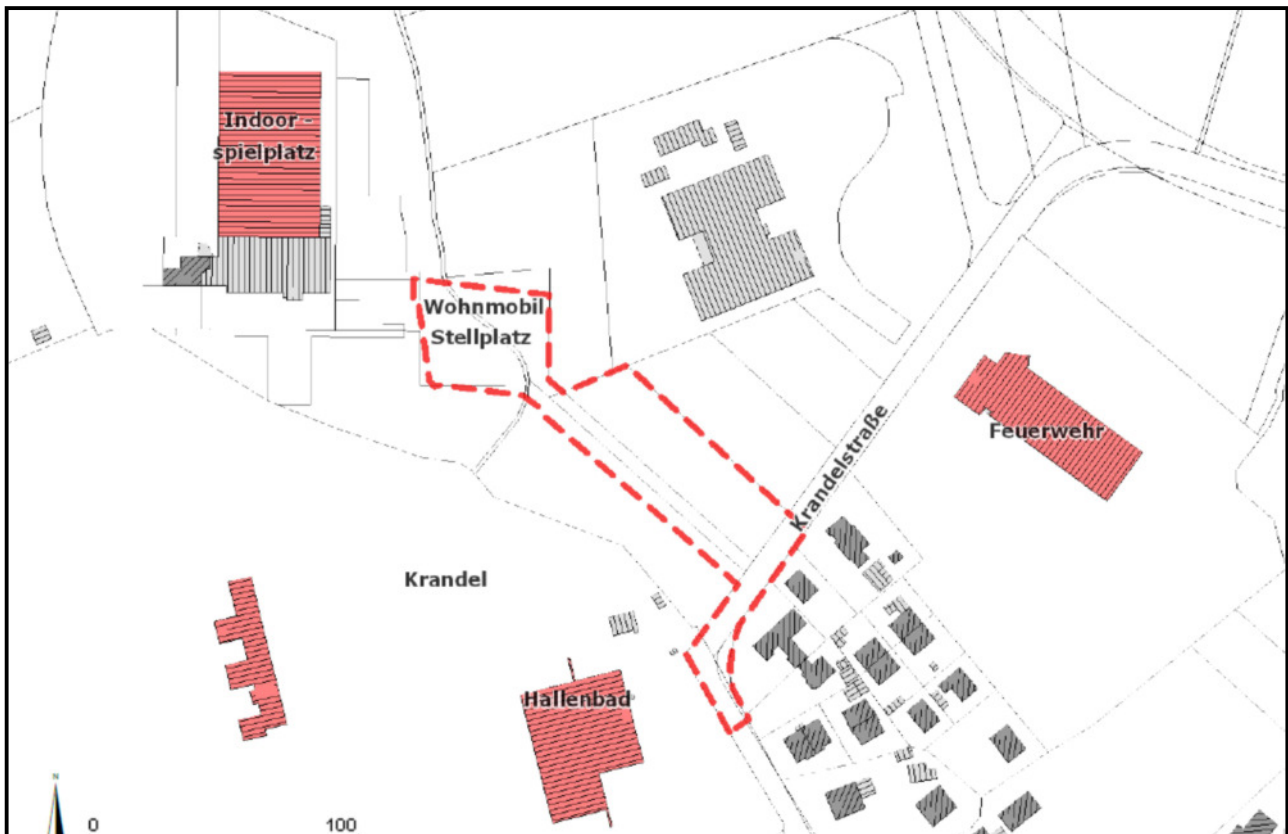 Indoor -
spielplatz
Wohnmobil
Stellplatz
Krandelstraße
Feuerwehr
Krandel
Hallenbad
N
0 100